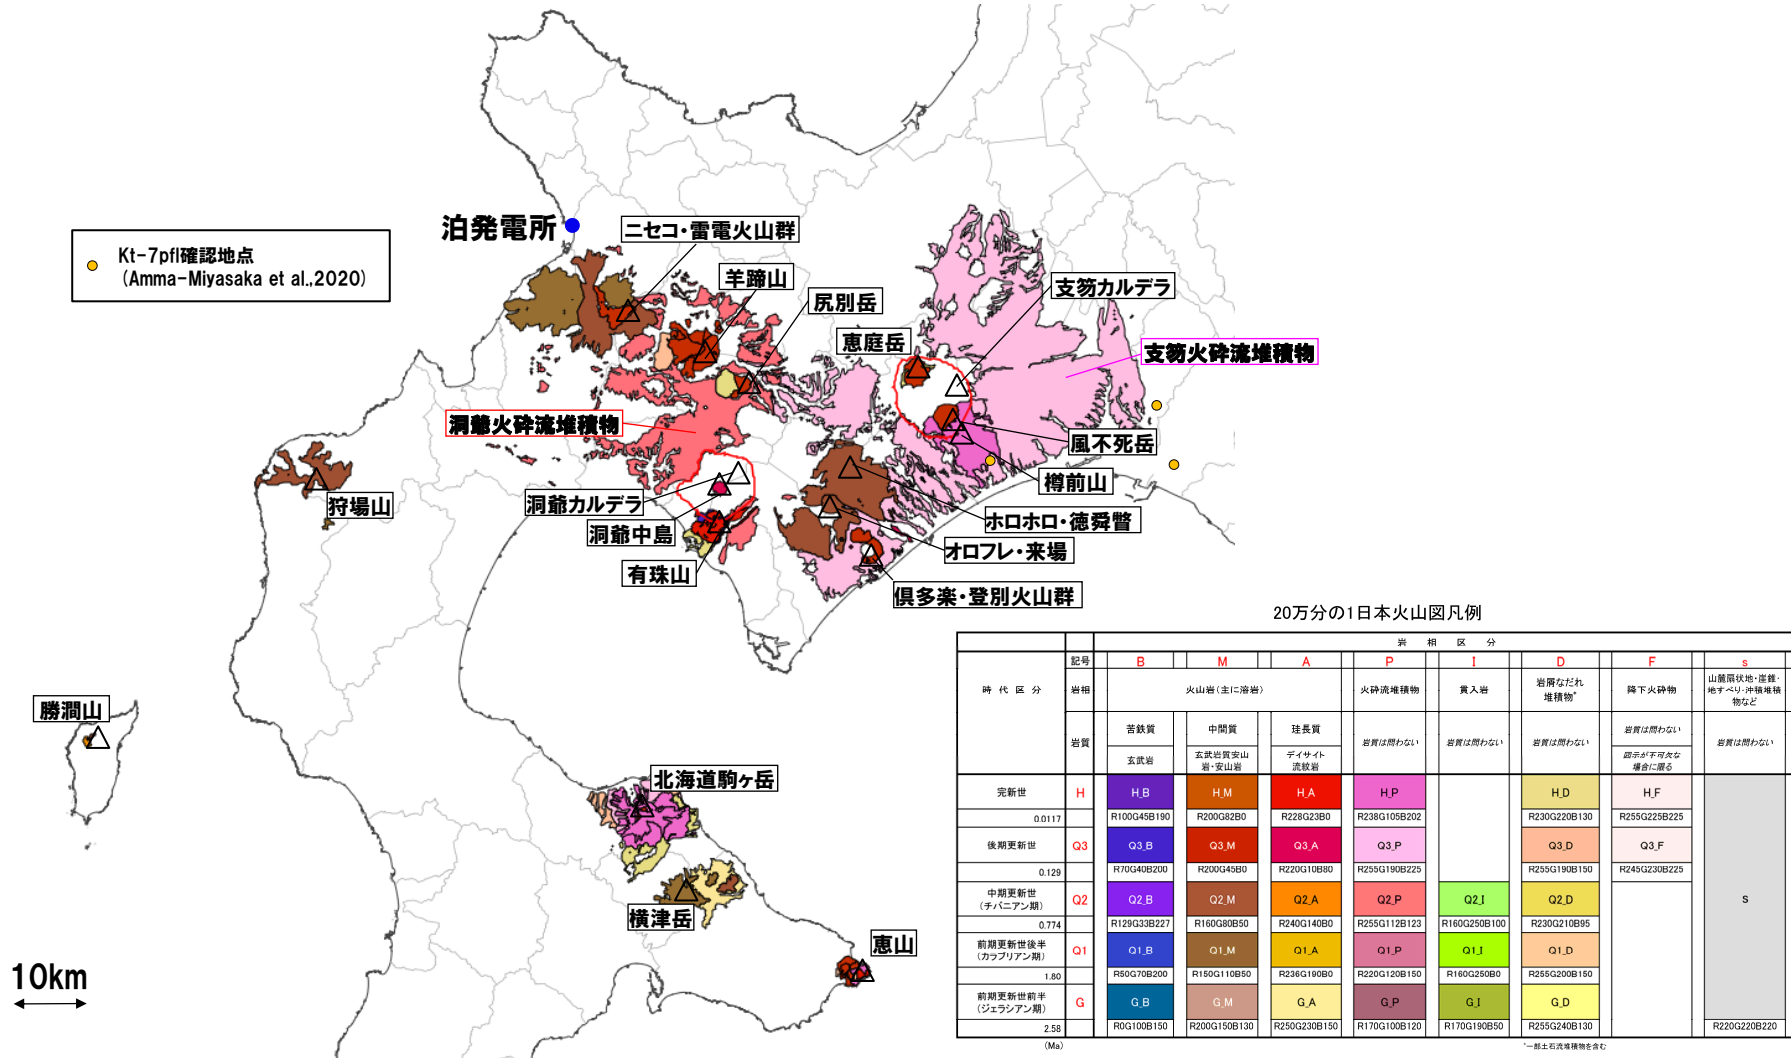 泊発電所
ニセコ・雷電火山群
Kt-7pfl確認地点
(Amma-Miyasaka et al.,2020)
羊蹄山
支笏カルデラ
尻別岳
恵庭岳
支笏火砕流堆積物
洞爺火砕流堆積物
風不死岳
樽前山
狩場山
洞爺カルデラ
ホロホロ・徳舜瞥
洞爺中島
オロフレ・来馬
有珠山
倶多楽・登別火山群
勝澗山
北海道駒ヶ岳
横津岳
恵山
10km
20万分の1日本火山図凡例
岩 相 区 分
時 代 区 分 記号 B M A P I D F s
岩相 火山岩(主に溶岩) 火砕流堆積物 貫入岩 岩屑なだれ堆積物* 降下火砕物 山麓扇状地・崖錐・地すべり・沖積堆積物など
岩質 苦鉄質 中間質 珪長質 岩質は問わない 岩質は問わない 岩質は問わない 岩質は問わない 岩質は問わない
玄武岩 玄武岩質安山岩・安山岩 デイサイト 流紋岩 図示が不可欠な場合に限る
完新世 H H_B H_M H_A H_P H_D H_F
0.0117 R100G45B190 R200G82B0 R228G23B0 R238G105B202 R230G220B130 R255G225B225
後期更新世 Q3 Q3_B Q3_M Q3_A Q3_P Q3_D Q3_F
0.129 R70G40B200 R200G45B0 R220G10B80 R255G190B225 R255G190B150 R245G230B225
中期更新世 (チバニアン期) Q2 Q2_B Q2_M Q2_A Q2_P Q2_I Q2_D s
0.774 R129G33B227 R160G80B50 R240G140B0 R255G112B123 R160G250B100 R230G210B95
前期更新世後半 (カラブリアン期) Q1 Q1_B Q1_M Q1_A Q1_P Q1_I Q1_D
1.80 R50G70B200 R150G110B50 R236G190B0 R220G120B150 R160G250B0 R255G200B150
前期更新世前半 (ジェラシアン期) G G_B G_M G_A G_P G_I G_D
2.58 R0G100B150 R200G150B130 R250G230B150 R170G100B120 R170G190B50 R255G240B130 R220G220B220
(Ma)
*一部土石流堆積物を含む